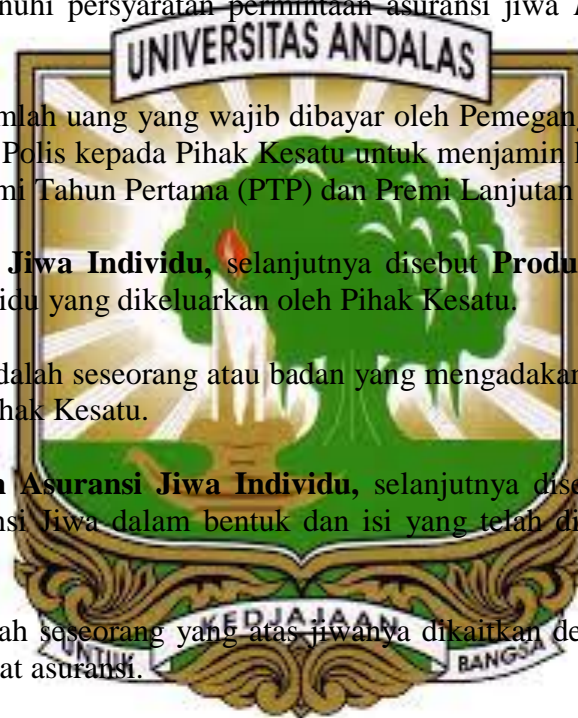 nuhi persyaratan permintaan asuransi jiwa
UNIVERSITAS ANDALAS
mlah uang yang wajib dibayar oleh Pemegan
Polis kepada Pihak Kesatu untuk menjamin
mi Tahun Pertama (PTP) dan Premi Lanjutan
Jiwa Individu, selanjutnya disebut Produ
idu yang dikeluarkan oleh Pihak Kesatu.
dalah seseorang atau badan yang mengadakan
ihak Kesatu.
n Asuransi Jiwa Individu, selanjutnya dise
nsi Jiwa dalam bentuk dan isi yang telah di
KEDJAJAAN
lah seseorang yang atas jiwanya dikaitkan de
UNTUK BANGSA
at asuransi.